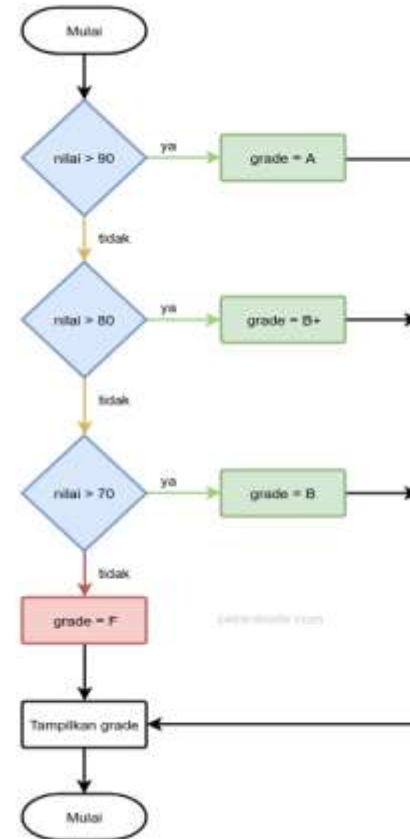 Mulai
nilai > 90
ya
grade = A
tidak
nilai > 80
ya
grade = B+
tidak
nilai > 70
ya
grade = B
tidak
grade = F
Tampilkan grade
Mulai